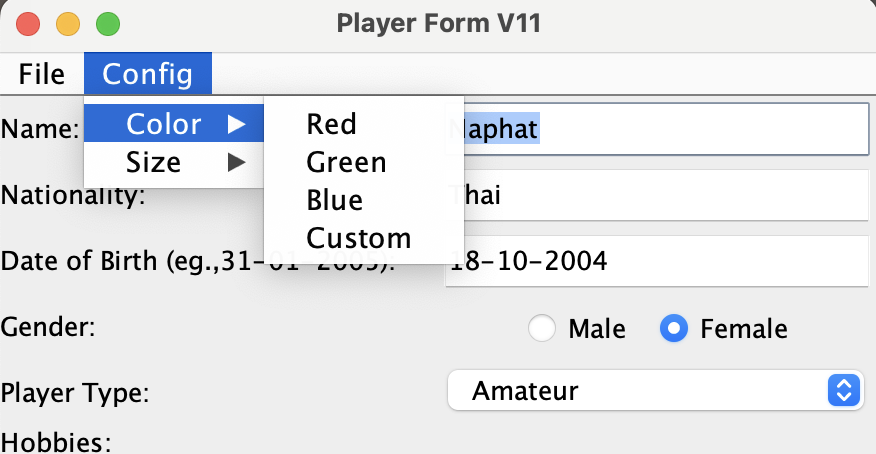 Player Form V11
File Config
Name: Color Red Naphat
Size Green
Nationality: Blue Thai
Custom
Date of Birth (eg.,31-01-2005): 18-10-2004
Gender: Male Female
Player Type: Amateur
Hobbies: